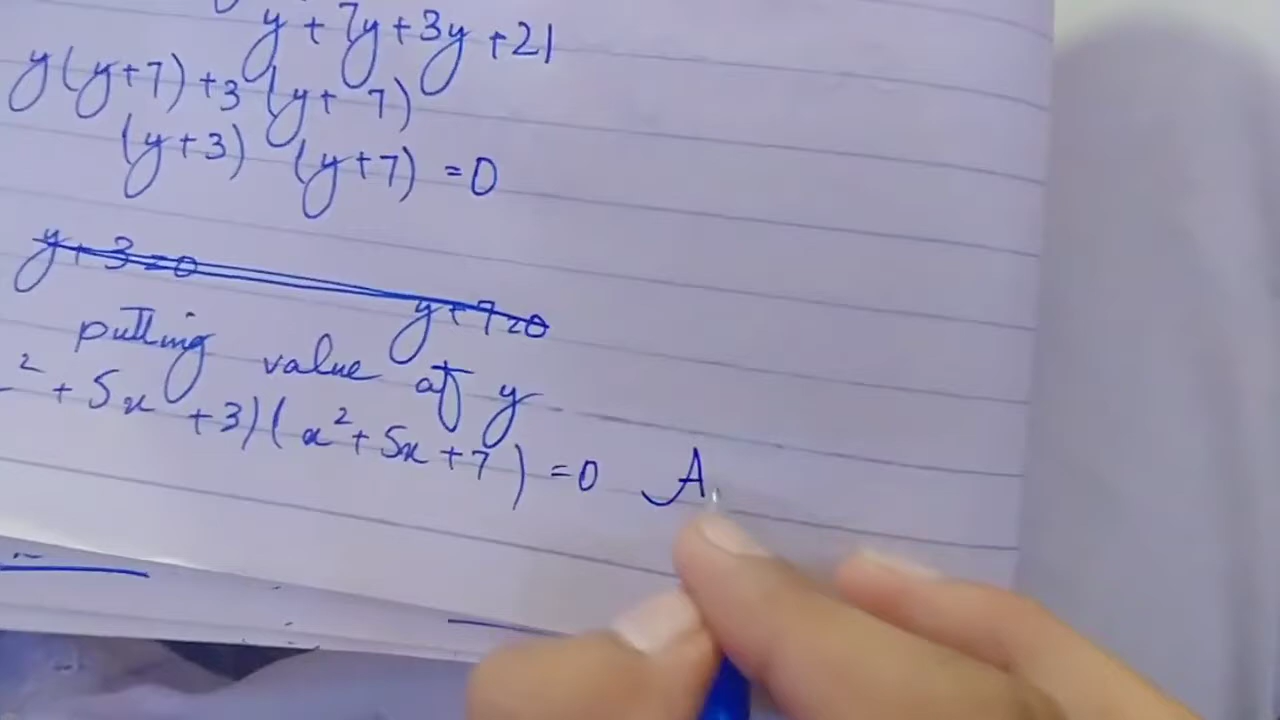 y + 7y + 3y + 21
y(y+7) + 3 (y + 7)
(y+3) (y+7) = 0
y + 3 = 0 y + 7 = 0
putting value of y
2 + 5x + 3)(x² + 5x + 7) = 0 A